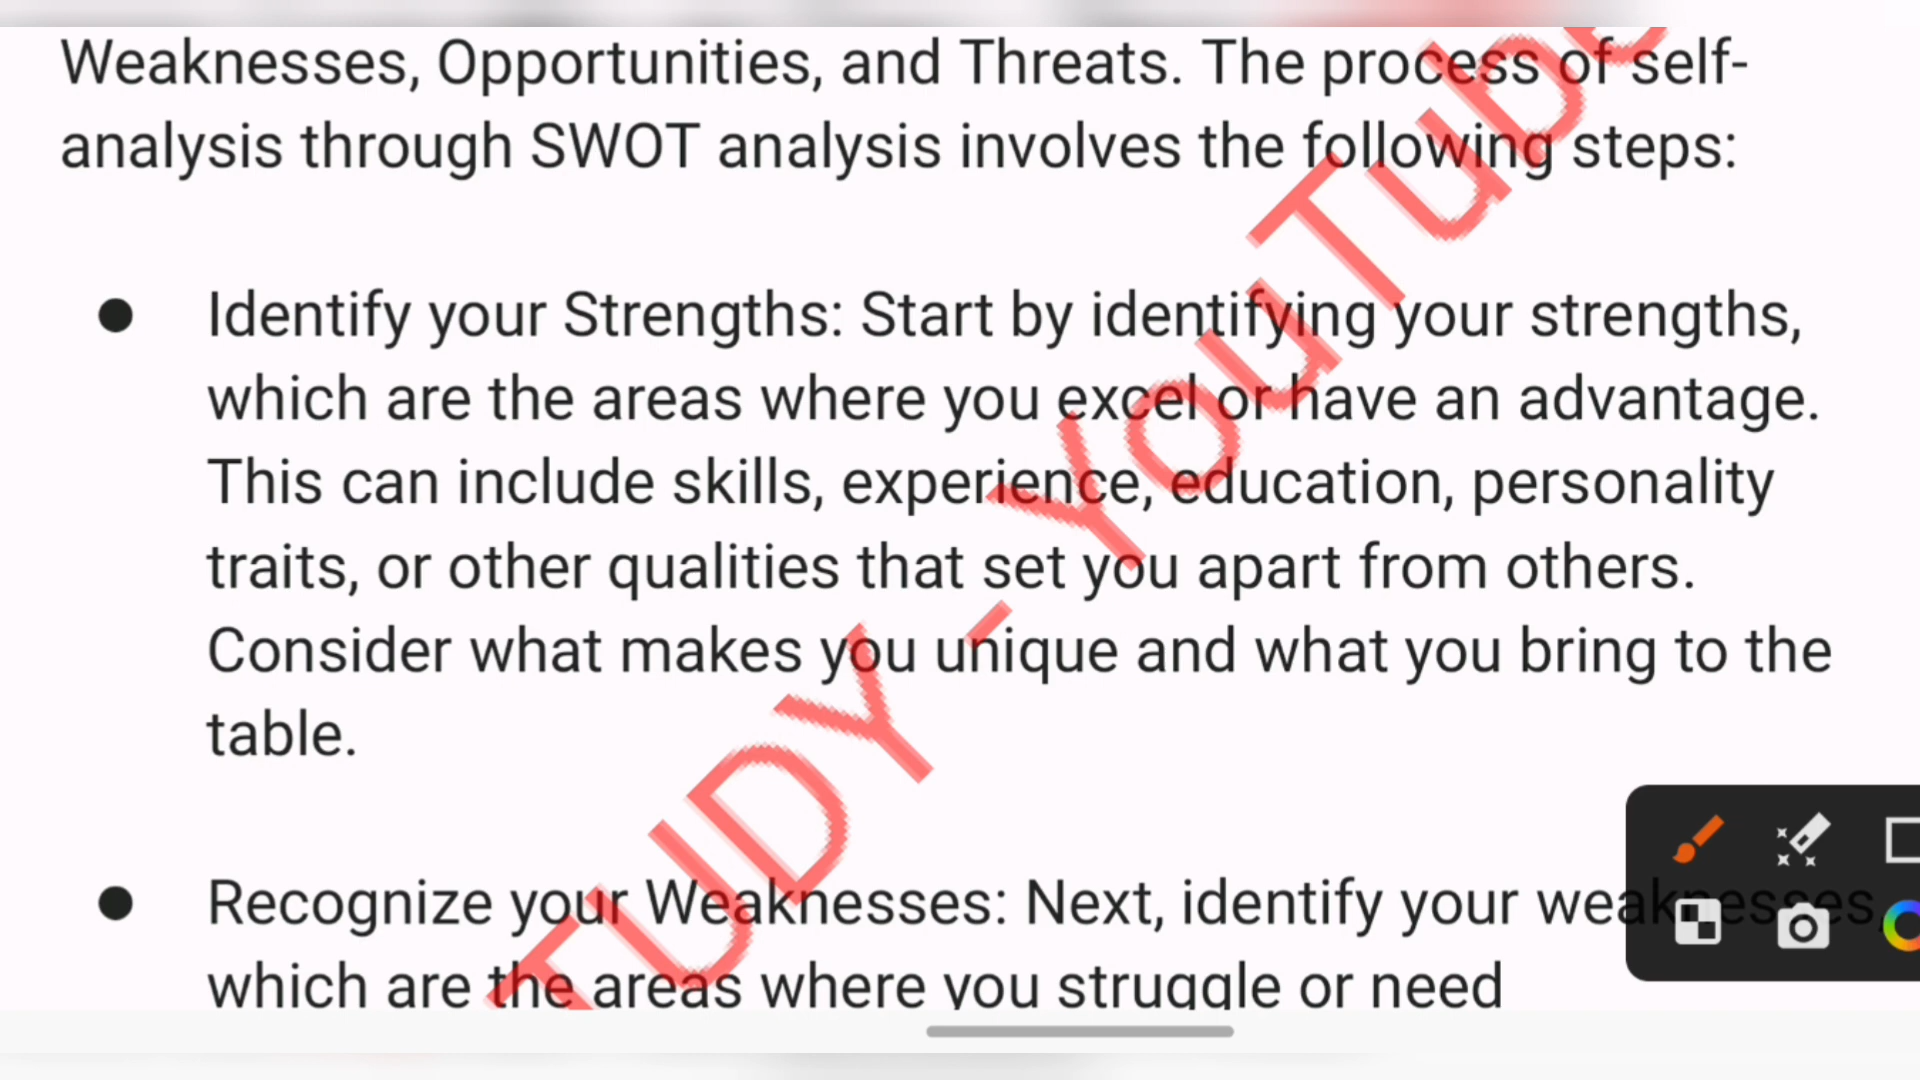 Weaknesses, Opportunities, and Threats. The process of self-
analysis through SWOT analysis involves the following steps:
● Identify your Strengths: Start by identifying your strengths,
which are the areas where you excel or have an advantage.
This can include skills, experience, education, personality
traits, or other qualities that set you apart from others.
Consider what makes you unique and what you bring to the
table.
● Recognize your Weaknesses: Next, identify your weaknesses,
which are the areas where you struggle or need
TUDY - YouTube